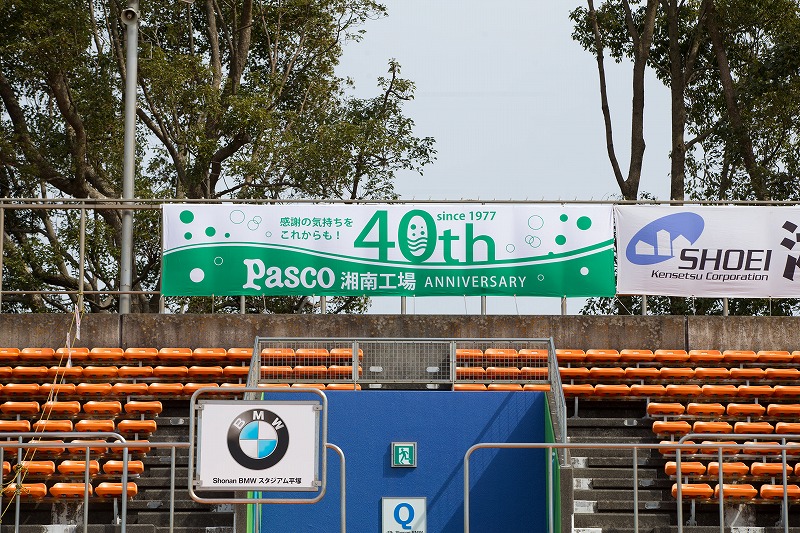 感謝の気持ちを
これからも!
40th
since 1977
Pasco 湘南工場 ANNIVERSARY
SHOEI
Kensetsu Corporation
BMW
Shonan BMW スタジアム平塚
Q